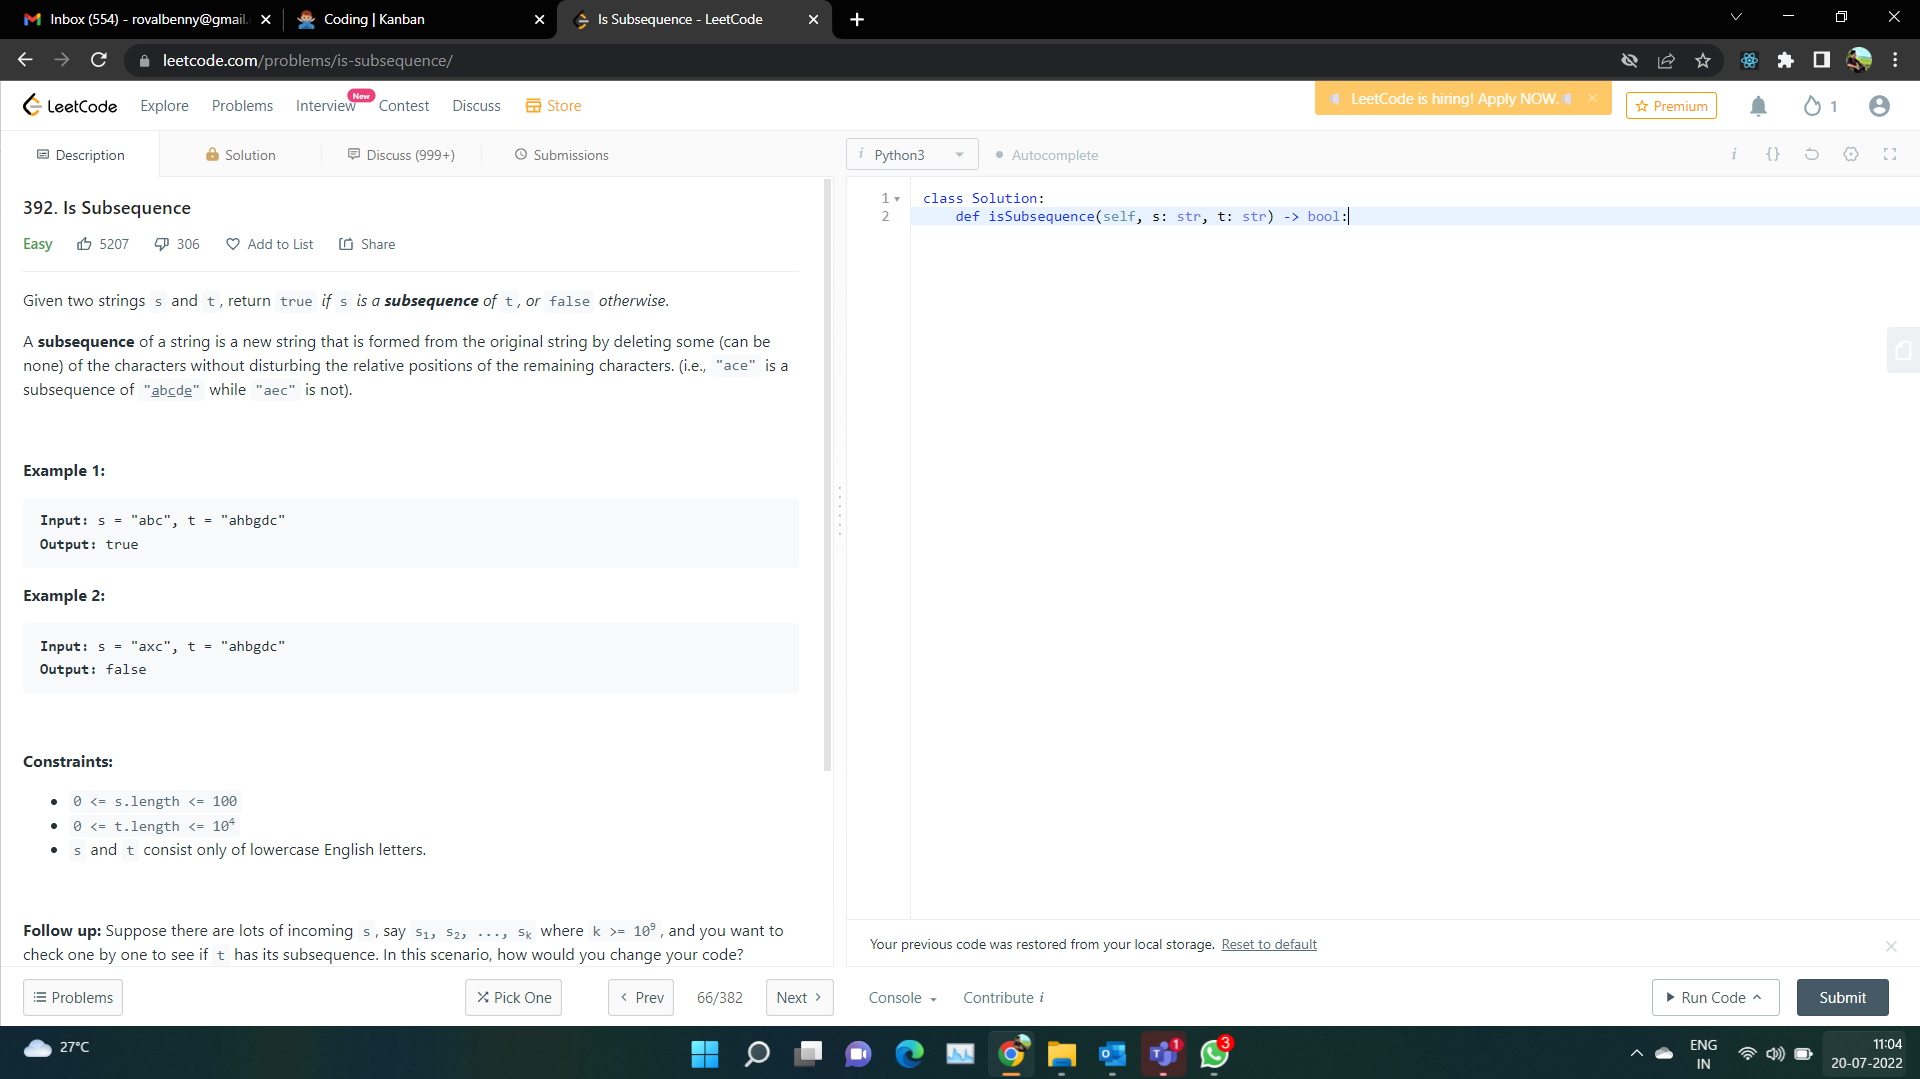 Inbox (554) - rovalbenny@gmail.
Coding | Kanban
Is Subsequence - LeetCode
leetcode.com/problems/is-subsequence/
LeetCode
Explore
Problems
Interview
New
Contest
Discuss
Store
LeetCode is hiring! Apply NOW.
Premium
1
Description
Solution
Discuss (999+)
Submissions
i Python3
Autocomplete
i {}
392. Is Subsequence
Easy
5207
306
Add to List
Share
Given two strings s and t, return true if s is a subsequence of t, or false otherwise.
A subsequence of a string is a new string that is formed from the original string by deleting some (can be
none) of the characters without disturbing the relative positions of the remaining characters. (i.e., "ace" is a
subsequence of "abcde" while "aec" is not).
Example 1:
Input: s = "abc", t = "ahbgdc"
Output: true
Example 2:
Input: s = "axc", t = "ahbgdc"
Output: false
Constraints:
0 <= s.length <= 100
0 <= t.length <= 10⁴
s and t consist only of lowercase English letters.
Follow up: Suppose there are lots of incoming s, say s₁, s₂, ..., sₖ where k >= 10⁹, and you want to
check one by one to see if t has its subsequence. In this scenario, how would you change your code?
1 class Solution:
2 def isSubsequence(self, s: str, t: str) -> bool:
Your previous code was restored from your local storage. Reset to default
Problems
Pick One
Prev
66/382
Next
Console
Contribute i
Run Code
Submit
27°C
1
3
ENG
IN
11:04
20-07-2022